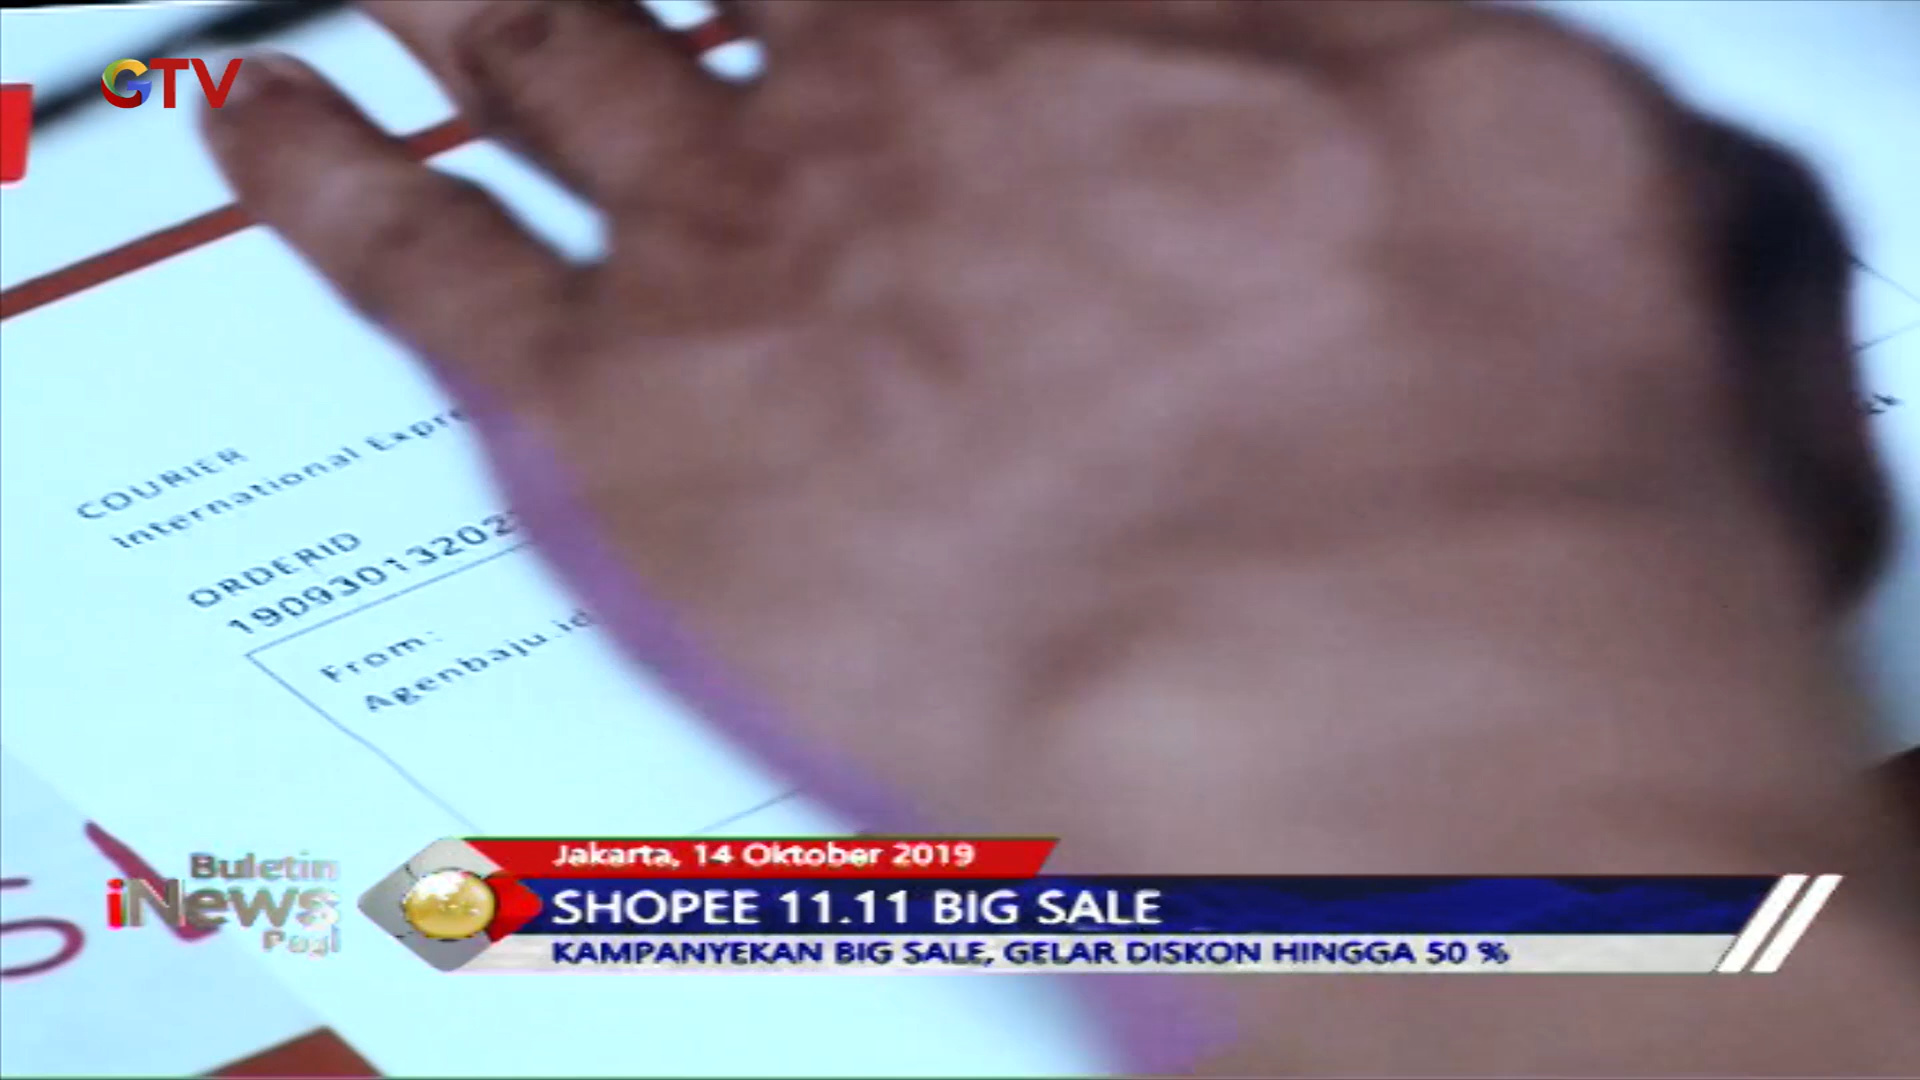 GTV
COURIER
International Expre
ORDERID
19093013202
From:
Agenbaju.id
Buletin
iNews
Pagi
Jakarta, 14 Oktober 2019
SHOPEE 11.11 BIG SALE
KAMPANYEKAN BIG SALE, GELAR DISKON HINGGA 50 %